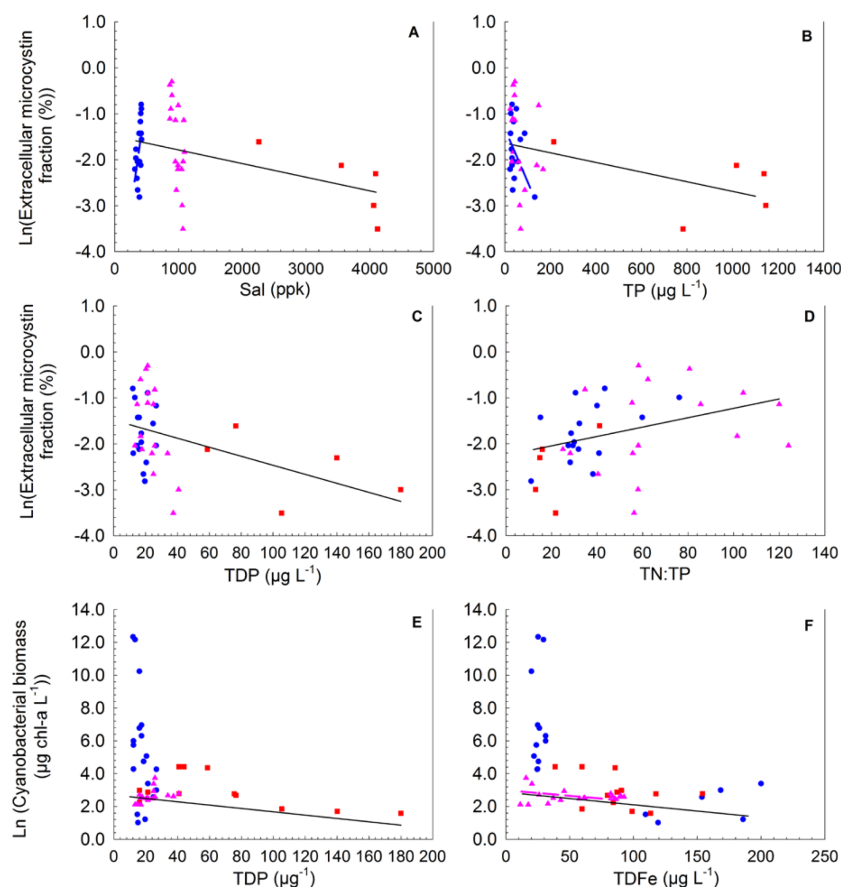 A
Ln(Extracellular microcystin
fraction (%))
1.0
0.0
-1.0
-2.0
-3.0
-4.0
0 1000 2000 3000 4000 5000
Sal (ppk)
B
1.0
0.0
-1.0
-2.0
-3.0
-4.0
0 200 400 600 800 1000 1200 1400
TP (µg L⁻¹)
C
Ln(Extracellular microcystin
fraction (%))
1.0
0.0
-1.0
-2.0
-3.0
-4.0
0 20 40 60 80 100 120 140 160 180 200
TDP (µg L⁻¹)
D
1.0
0.0
-1.0
-2.0
-3.0
-4.0
0 20 40 60 80 100 120 140
TN:TP
E
Ln (Cyanobacterial biomass
(µg chl-a L⁻¹))
14.0
12.0
10.0
8.0
6.0
4.0
2.0
0.0
0 20 40 60 80 100 120 140 160 180 200
TDP (µg⁻¹)
F
14.0
12.0
10.0
8.0
6.0
4.0
2.0
0.0
0 50 100 150 200 250
TDFe (µg L⁻¹)